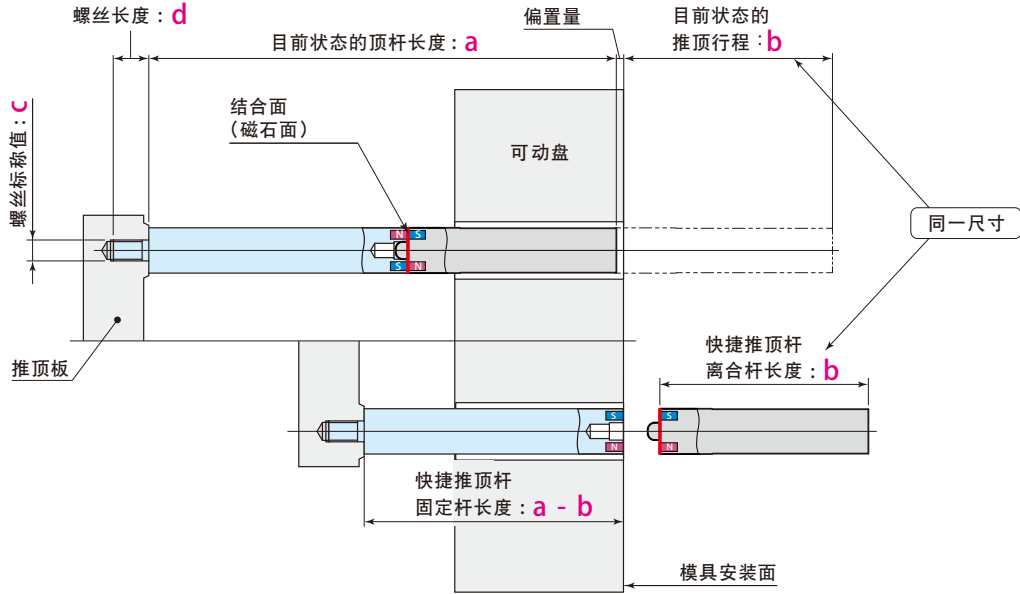 螺丝长度：d
偏置量
目前状态的
推顶行程：b
目前状态的顶杆长度：a
结合面
（磁石面）
可动盘
螺丝标称值：c
同一尺寸
N S
S N
推顶板
快捷推顶杆
离合杆长度：b
S S
N N
快捷推顶杆
固定杆长度：a - b
模具安装面